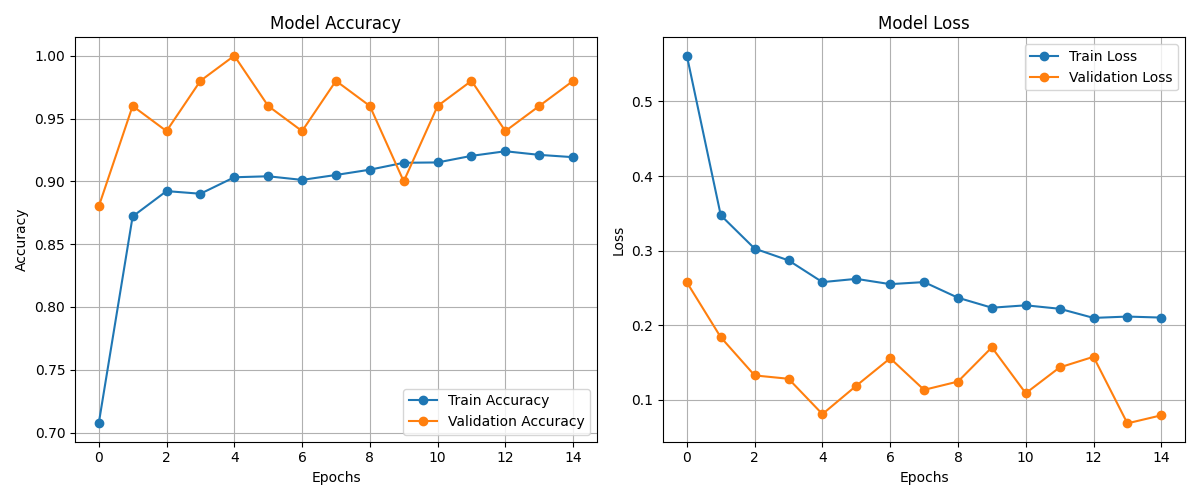 Model Accuracy
1.00
0.95
0.90
0.85
0.80
0.75
0.70
Accuracy
0 2 4 6 8 10 12 14
Epochs
Train Accuracy
Validation Accuracy
Model Loss
0.5
0.4
0.3
0.2
0.1
Loss
0 2 4 6 8 10 12 14
Epochs
Train Loss
Validation Loss